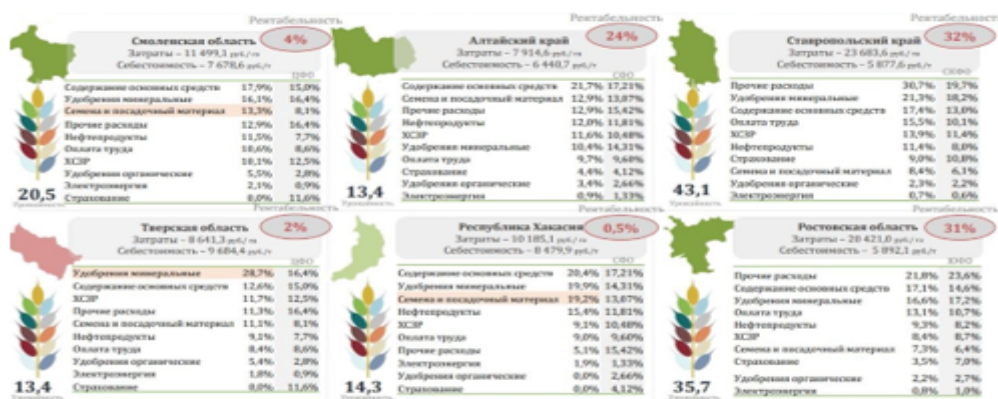 Рентабельность
Смоленская область 4%
Затраты – 11 499,1 руб./га
Себестоимость – 7 678,6 руб./т
ЦФО
Содержание основных средств 17,9% 15,0%
Удобрения минеральные 16,1% 16,4%
Семена и посадочный материал 13,3% 8,1%
Прочие расходы 12,9% 16,4%
Нефтепродукты 11,5% 7,7%
Оплата труда 10,6% 8,6%
ХСЗР 10,1% 12,5%
Удобрения органические 5,5% 2,8%
Электроэнергия 2,1% 0,9%
Страхование 0,0% 11,6%
20,5
Урожайность
Рентабельность
Алтайский край 24%
Затраты – 7 914,6 руб./га
Себестоимость – 6 440,7 руб./т
СФО
Содержание основных средств 21,7% 17,21%
Семена и посадочный материал 12,9% 13,07%
Прочие расходы 12,9% 15,42%
Нефтепродукты 12,0% 11,81%
ХСЗР 11,6% 10,48%
Удобрения минеральные 10,4% 14,31%
Оплата труда 9,7% 9,60%
Страхование 4,4% 4,12%
Удобрения органические 3,4% 2,66%
Электроэнергия 0,9% 1,33%
13,4
Урожайность
Рентабельность
Ставропольский край 32%
Затраты – 23 683,6 руб./га
Себестоимость – 5 877,6 руб./т
СКФО
Прочие расходы 30,7% 19,7%
Удобрения минеральные 21,3% 18,2%
Содержание основных средств 17,4% 13,0%
Оплата труда 15,5% 10,1%
ХСЗР 13,9% 11,4%
Нефтепродукты 11,4% 8,0%
Страхование 9,0% 10,8%
Семена и посадочный материал 8,4% 6,1%
Удобрения органические 2,3% 2,2%
Электроэнергия 0,7% 0,6%
43,1
Урожайность
Рентабельность
Тверская область 2%
Затраты – 8 641,3 руб./га
Себестоимость – 9 684,4 руб./т
ЦФО
Удобрения минеральные 28,7% 16,4%
Содержание основных средств 12,6% 15,0%
ХСЗР 11,7% 12,5%
Прочие расходы 11,3% 16,4%
Семена и посадочный материал 11,1% 8,1%
Нефтепродукты 9,1% 7,7%
Оплата труда 8,4% 8,6%
Удобрения органические 5,4% 2,8%
Электроэнергия 1,8% 0,9%
Страхование 0,0% 11,6%
13,4
Урожайность
Рентабельность
Республика Хакасия 0,5%
Затраты – 10 185,1 руб./га
Себестоимость – 8 479,9 руб./т
СФО
Содержание основных средств 20,4% 17,21%
Удобрения минеральные 19,9% 14,31%
Семена и посадочный материал 19,2% 13,07%
Нефтепродукты 15,4% 11,81%
ХСЗР 9,1% 10,48%
Оплата труда 9,0% 9,60%
Прочие расходы 5,1% 15,42%
Электроэнергия 1,9% 1,33%
Удобрения органические 0,0% 2,66%
Страхование 0,0% 4,12%
14,3
Урожайность
Рентабельность
Ростовская область 31%
Затраты – 20 421,0 руб./га
Себестоимость – 5 892,1 руб./т
ЮФО
Прочие расходы 21,8% 23,6%
Содержание основных средств 17,1% 14,6%
Удобрения минеральные 16,6% 17,2%
Оплата труда 13,1% 10,7%
Нефтепродукты 9,3% 8,2%
ХСЗР 8,4% 8,7%
Семена и посадочный материал 7,3% 6,4%
Страхование 3,5% 7,0%
Удобрения органические 2,2% 2,7%
Электроэнергия 0,8% 1,0%
35,7
Урожайность